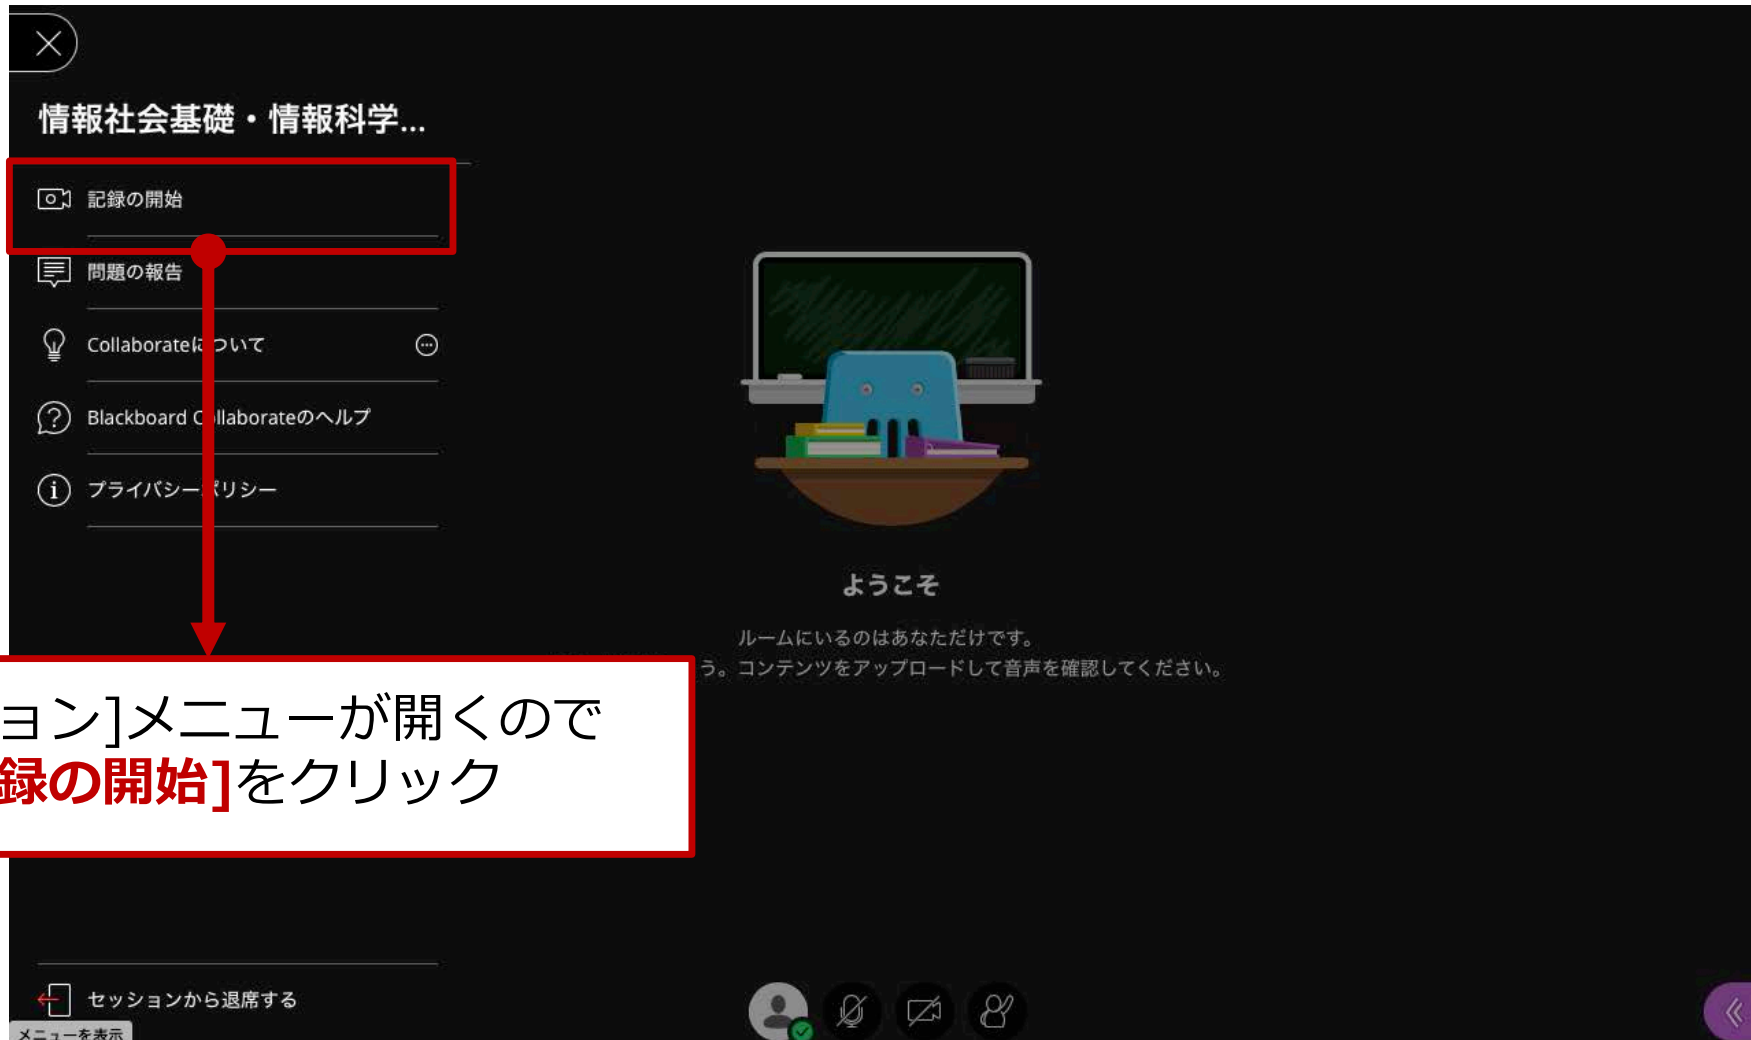 情報社会基礎・情報科学...
記録の開始
問題の報告
Collaborateについて
Blackboard Collaborateのヘルプ
プライバシーポリシー
ようこそ
ルームにいるのはあなただけです。
う。コンテンツをアップロードして音声を確認してください。
ョン]メニューが開くので
録の開始]をクリック
セッションから退席する
メニューを表示